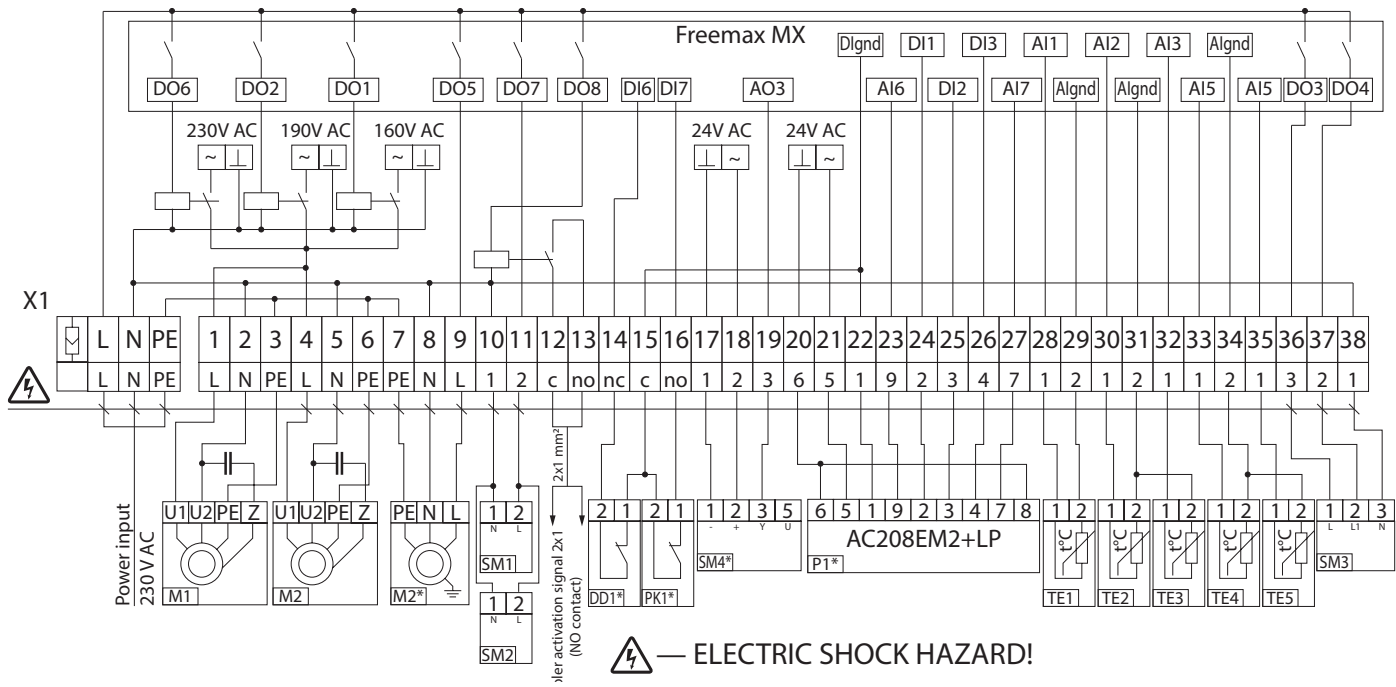 Freemax MX
DIgnd DI1 DI3 AI1 AI2 AI3 AIgnd
DO6 DO2 DO1 DO5 DO7 DO8 DI6 DI7 AO3 AI6 DI2 AI7 AIgnd AIgnd AI5 AI5 DO3 DO4
230V AC 190V AC 160V AC 24V AC 24V AC
~ ⊥ ~ ⊥ ~ ⊥ ⊥ ~ ⊥ ~
X1
L N PE 1 2 3 4 5 6 7 8 9 10 11 12 13 14 15 16 17 18 19 20 21 22 23 24 25 26 27 28 29 30 31 32 33 34 35 36 37 38
L N PE L N PE L N PE PE N L 1 2 c no nc c no 1 2 3 6 5 1 9 2 3 4 7 1 2 1 2 1 1 2 1 3 2 1
Power input
230 V AC
U1 U2 PE Z
M1
U1 U2 PE Z
M2
PE N L
M2*
1 2
N L
SM1
1 2
N L
SM2
2x1 mm²
activation signal 2x1
(NO contact)
2 1
DD1*
2 1
PK1*
1 2 3 5
- + Y U
SM4*
6 5 1 9 2 3 4 7 8
AC208EM2+LP
P1*
1 2
t°C
TE1
1 2
t°C
TE2
1 2
t°C
TE3
1 2
t°C
TE4
1 2
t°C
TE5
1 2 3
L L1 N
SM3
— ELECTRIC SHOCK HAZARD!